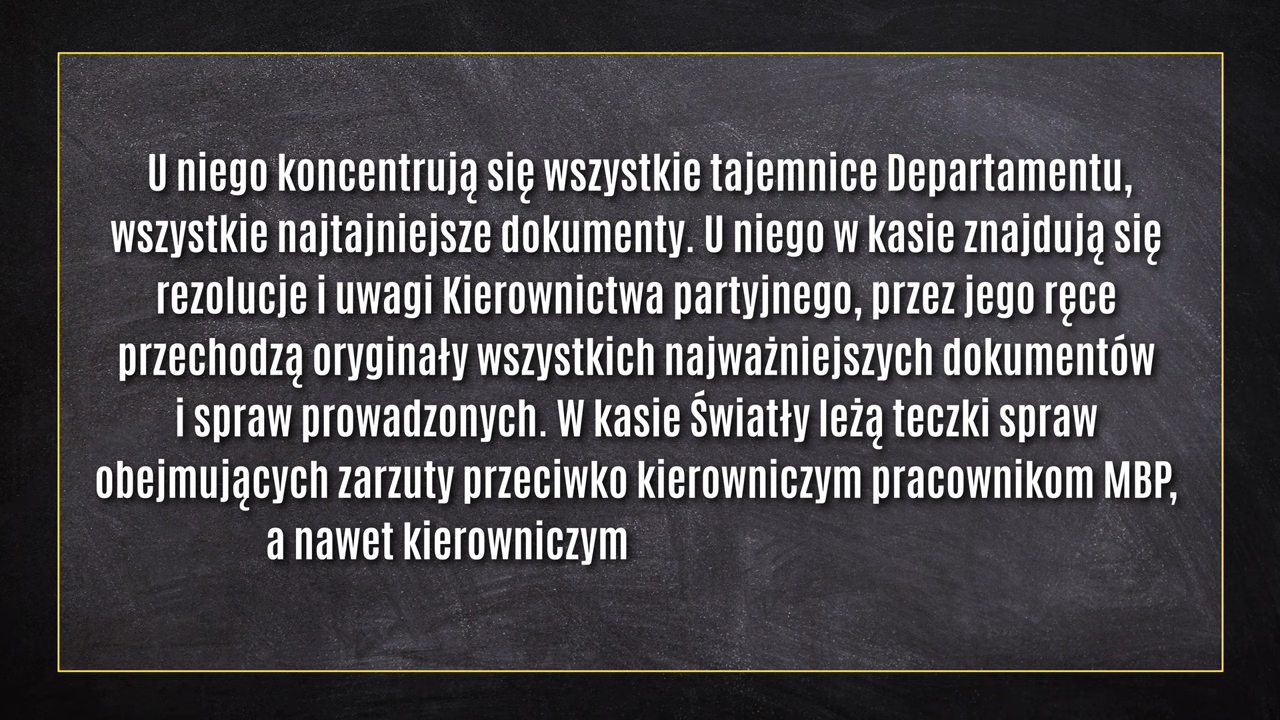 U niego koncentrują się wszystkie tajemnice Departamentu,
wszystkie najtajniejsze dokumenty. U niego w kasie znajdują się
rezolucje i uwagi Kierownictwa partyjnego, przez jego ręce
przechodzą oryginały wszystkich najważniejszych dokumentów
i spraw prowadzonych. W kasie Światły leżą teczki spraw
obejmujących zarzuty przeciwko kierowniczym pracownikom MBP,
a nawet kierowniczym